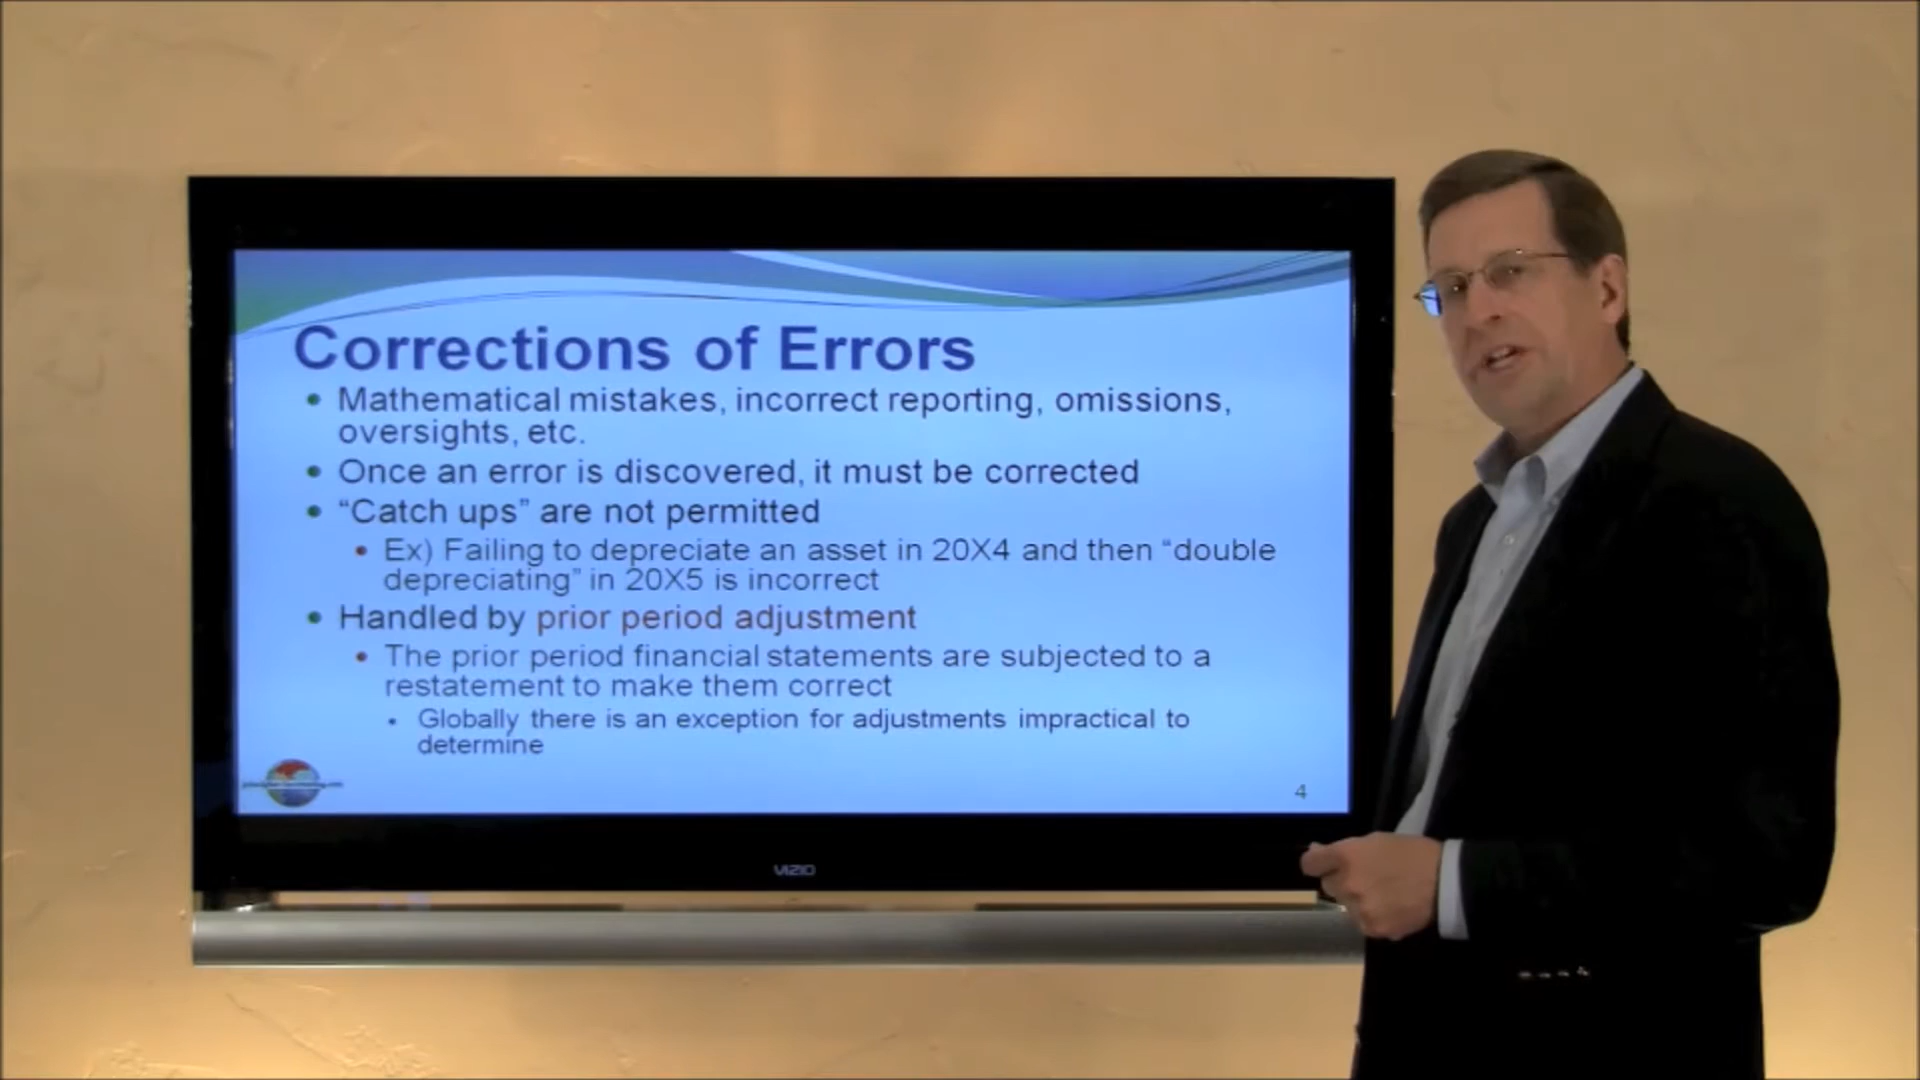 Corrections of Errors
• Mathematical mistakes, incorrect reporting, omissions,
oversights, etc.
• Once an error is discovered, it must be corrected
• “Catch ups” are not permitted
• Ex) Failing to depreciate an asset in 20X4 and then “double
depreciating” in 20X5 is incorrect
• Handled by prior period adjustment
• The prior period financial statements are subjected to a
restatement to make them correct
• Globally there is an exception for adjustments impractical to
determine
4
VIZIO